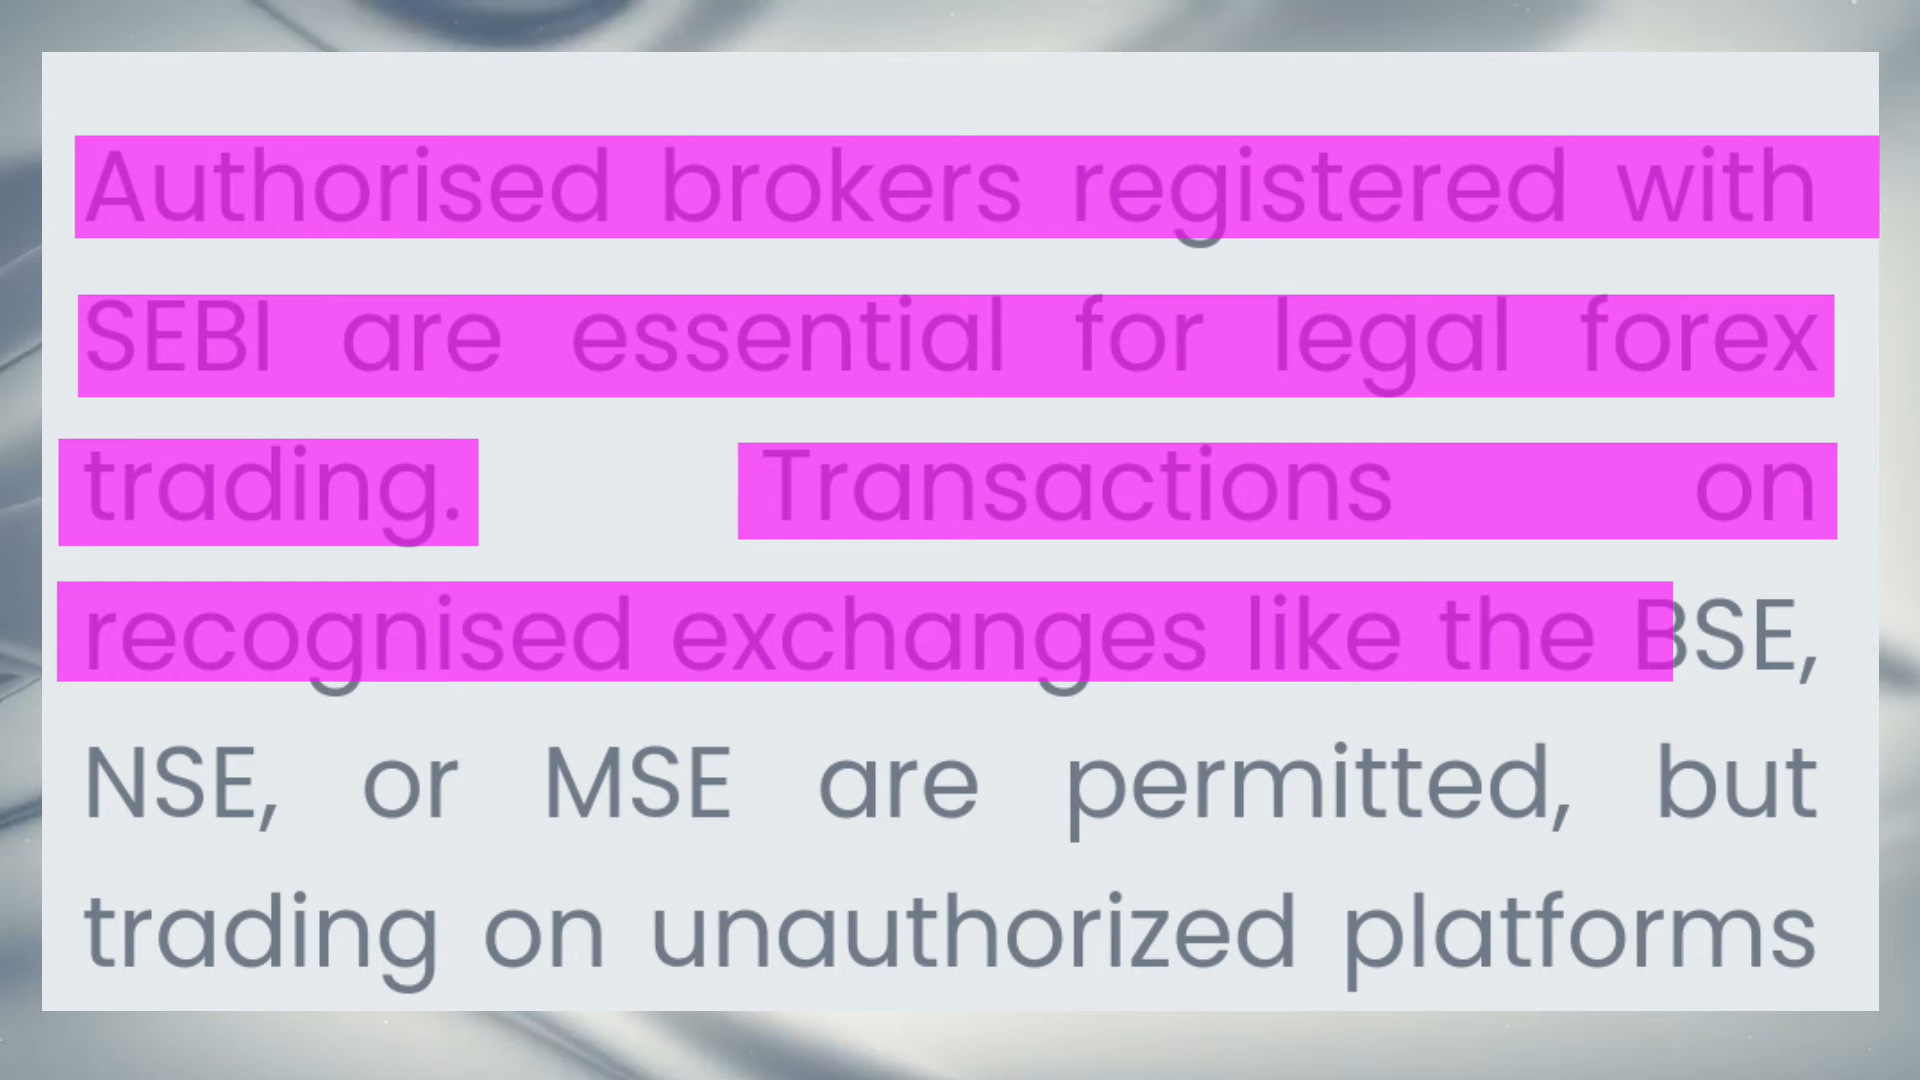 Authorised brokers registered with
SEBI are essential for legal forex
trading. Transactions on
recognised exchanges like the BSE,
NSE, or MSE are permitted, but
trading on unauthorized platforms